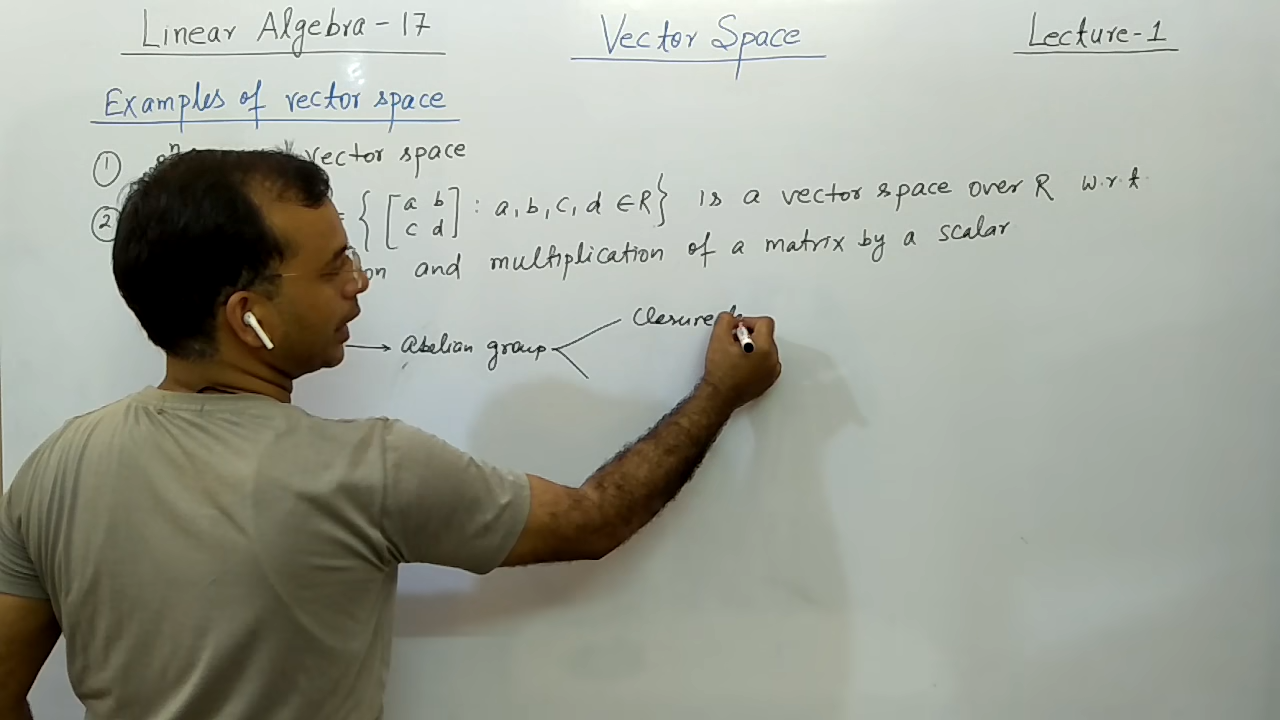 Linear Algebra-17
Vector Space
Lecture-1
Examples of vector space
① vector space
② { [a b c d] : a, b, c, d ∈ R } is a vector space over R w.r.t.
and multiplication of a matrix by a scalar
→ abelian group
Closure